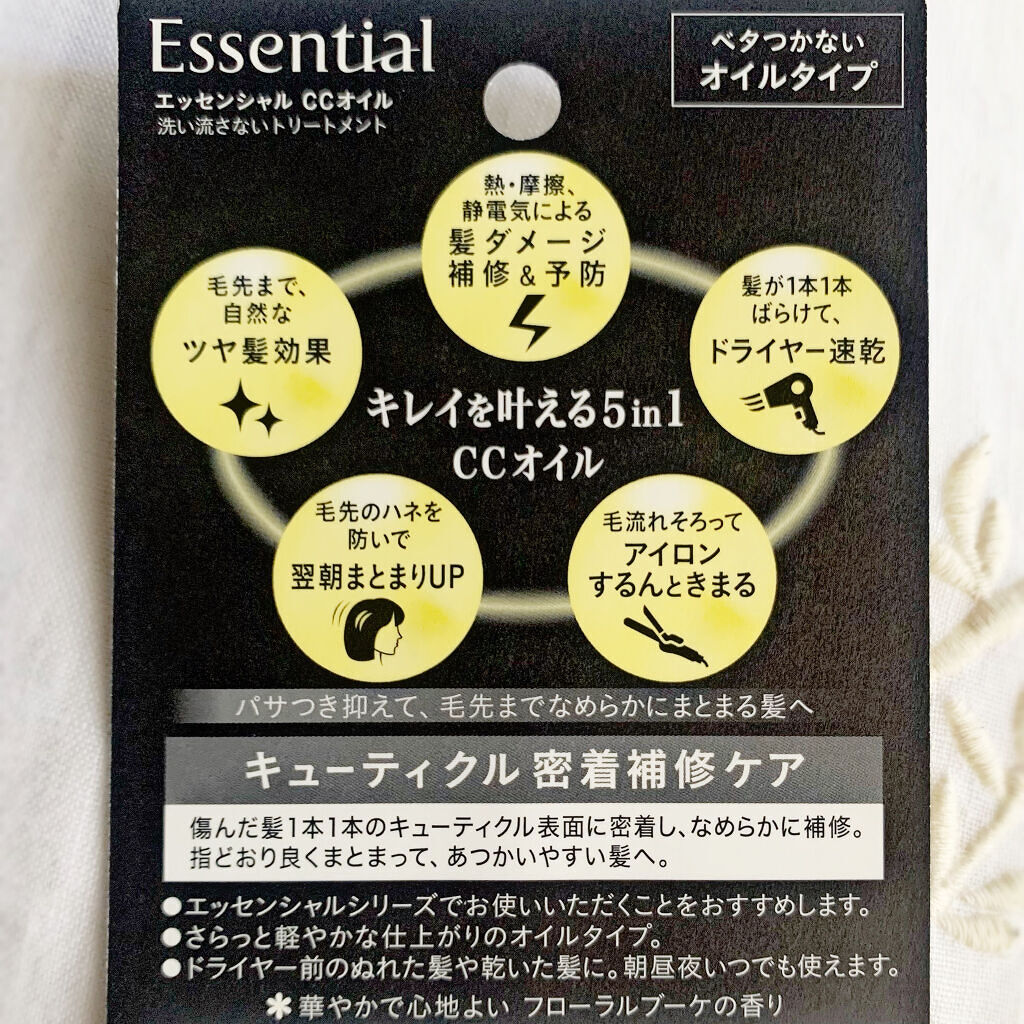 Essential
エッセンシャル CCオイル
洗い流さないトリートメント
ベタつかない
オイルタイプ
熱・摩擦、
静電気による
髪ダメージ
補修&予防
毛先まで、
自然な
ツヤ髪効果
髪が1本1本
ばらけて、
ドライヤー速乾
キレイを叶える5in1
CCオイル
毛先のハネを
防いで
翌朝まとまりUP
毛流れそろって
アイロン
するんときまる
パサつき抑えて、毛先までなめらかにまとまる髪へ
キューティクル 密着補修ケア
傷んだ髪1本1本のキューティクル表面に密着し、なめらかに補修。
指どおり良くまとまって、あつかいやすい髪へ。
●エッセンシャルシリーズでお使いいただくことをおすすめします。
●さらっと軽やかな仕上がりのオイルタイプ。
●ドライヤー前のぬれた髪や乾いた髪に。朝昼夜いつでも使えます。
✻華やかで心地よい フローラルブーケの香り